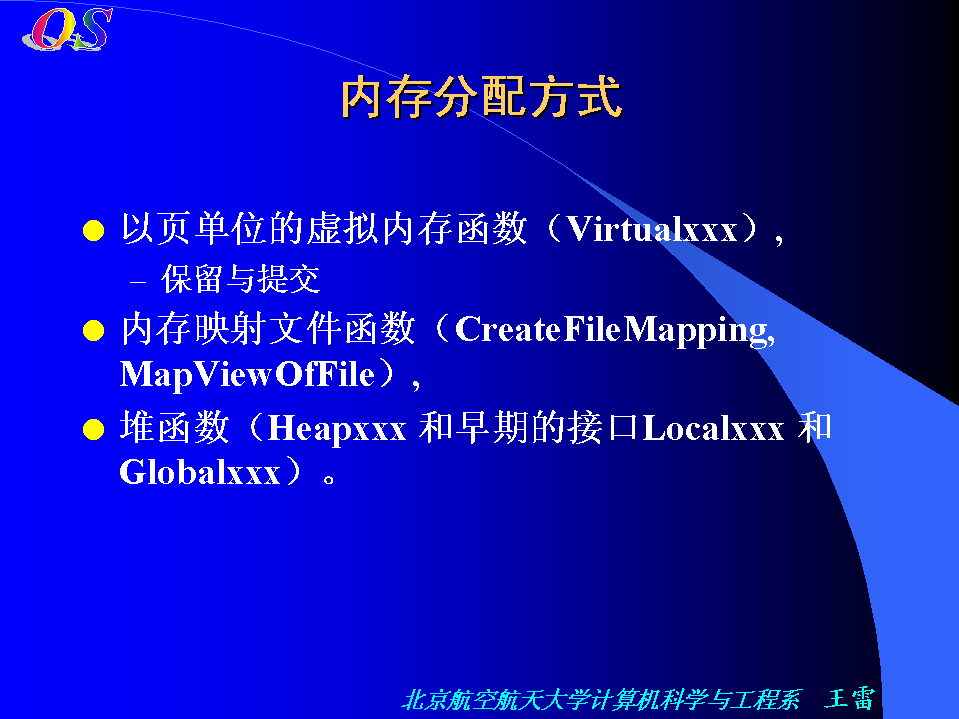 OS
内存分配方式
以页单位的虚拟内存函数（Virtualxxx）,
– 保留与提交
内存映射文件函数（CreateFileMapping,
MapViewOfFile）,
堆函数（Heapxxx 和早期的接口Localxxx 和
Globalxxx）。
北京航空航天大学计算机科学与工程系 王雷